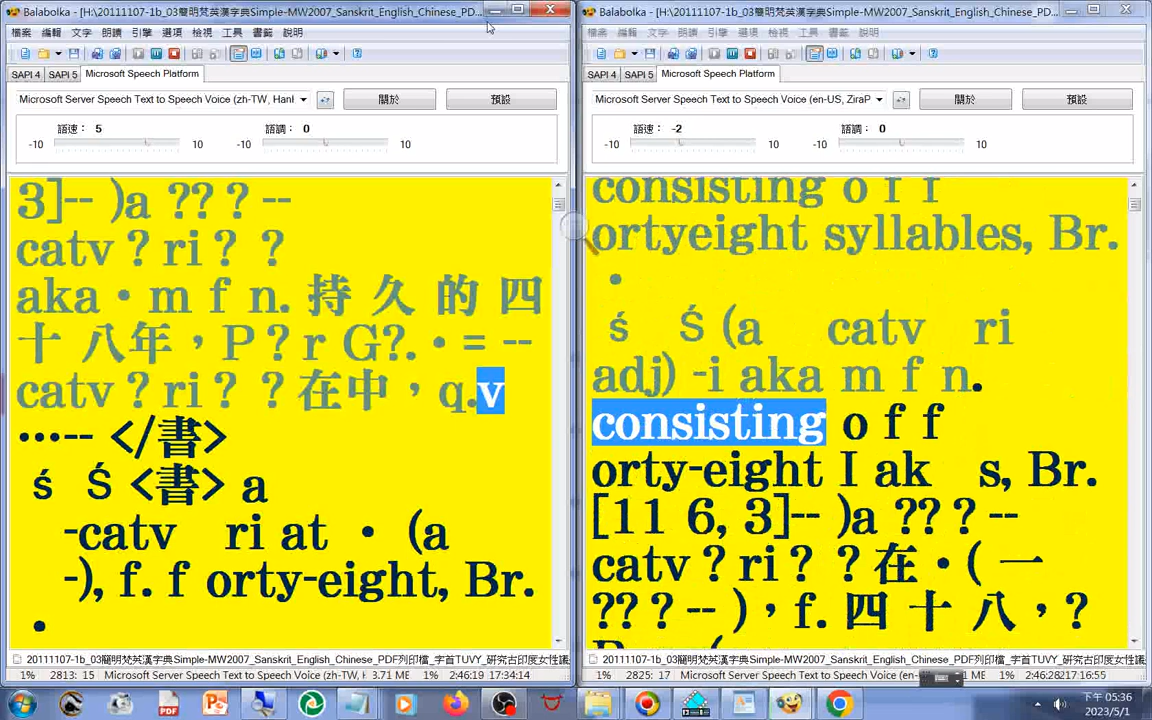 Balabolka - [H:\20111107-1b_03簡明梵英漢字典Simple-MW2007_Sanskrit_English_Chinese_PD...
檔案 編輯 文字 朗讀 引擎 選項 檢視 工具 書籤 說明
SAPI 4 SAPI 5 Microsoft Speech Platform
Microsoft Server Speech Text to Speech Voice (zh-TW, Hanl
關於 預設
語速： 5 語調： 0
-10 10 -10 10
3]-- )a ?? ? --
catv ? ri ? ?
aka • m f n. 持 久 的 四
十 八年，P ? r G?. • = --
catv ? ri ? ? 在中，q.v
…-- </書>
ś Ś <書> a
-catv ri at • (a
-), f. f orty-eight, Br.
•
20111107-1b_03簡明梵英漢字典Simple-MW2007_Sanskrit_English_Chinese_PDF列印檔_字首TUVY_研究古印度女性議
1% 2813: 15 Microsoft Server Speech Text to Speech Voice (zh-TW, H 3.71 ME 1% 2:46:19 17:34:14
Balabolka - [H:\20111107-1b_03簡明梵英漢字典Simple-MW2007_Sanskrit_English_Chinese_PD...
檔案 編輯 文字 朗讀 引擎 選項 檢視 工具 書籤 說明
SAPI 4 SAPI 5 Microsoft Speech Platform
Microsoft Server Speech Text to Speech Voice (en-US, ZiraP
關於 預設
語速： -2 語調： 0
-10 10 -10 10
consisting o f f
ortyeight syllables, Br.
•
ś Ś (a catv ri
adj) -i aka m f n.
consisting o f f
orty-eight I ak s, Br.
[11 6, 3]-- )a ?? ? --
catv ? ri ? ? 在 • ( 一
?? ? -- )，f. 四 十 八，?
20111107-1b_03簡明梵英漢字典Simple-MW2007_Sanskrit_English_Chinese_PDF列印檔_字首TUVY_研究古印度女性議
1% 2825: 17 Microsoft Server Speech Text to Speech Voice 1% 2:46:28 217:16:55
下午 05:36
2023/5/1